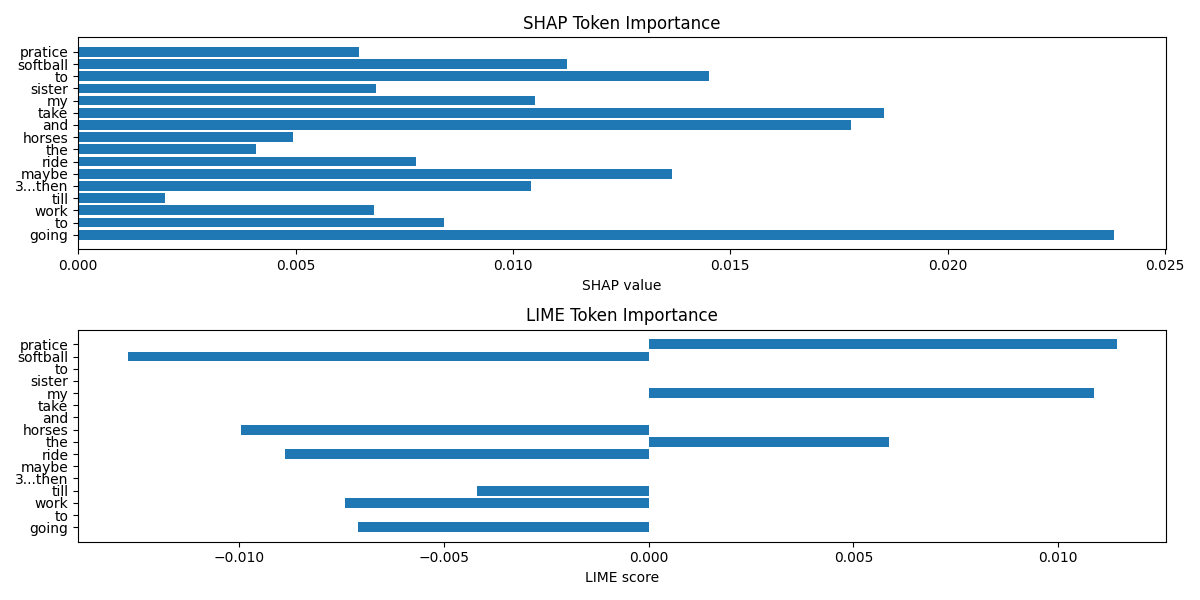 SHAP Token Importance
pratice
softball
to
sister
my
take
and
horses
the
ride
maybe
3...then
till
work
to
going
0.000 0.005 0.010 0.015 0.020 0.025
SHAP value
LIME Token Importance
pratice
softball
to
sister
my
take
and
horses
the
ride
maybe
3...then
till
work
to
going
−0.010 −0.005 0.000 0.005 0.010
LIME score